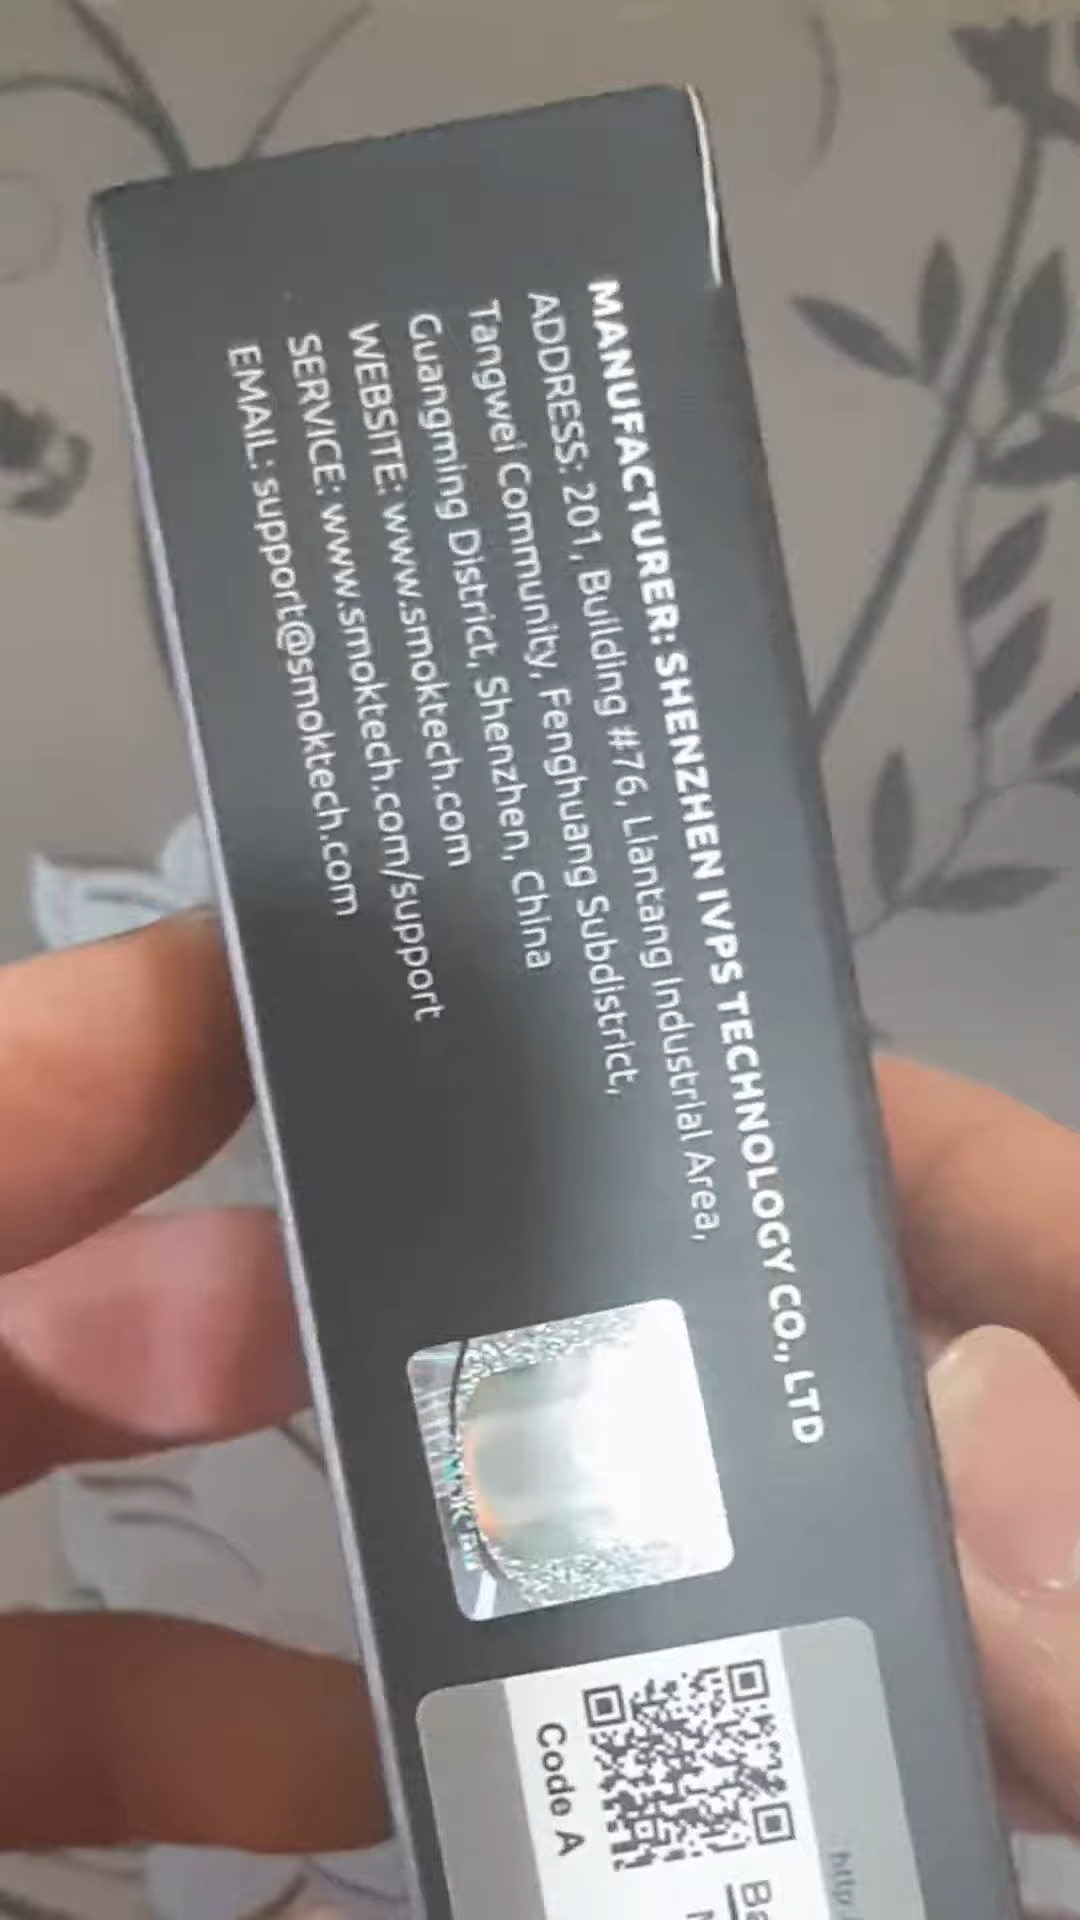 MANUFACTURER: SHENZHEN IVPS TECHNOLOGY CO., LTD
ADDRESS: 201, Building #76, Liantang Industrial Area,
Tangwei Community, Fenghuang Subdistrict,
Guangming District, Shenzhen, China
WEBSITE: www.smoktech.com
SERVICE: www.smoktech.com/support
EMAIL: support@smoktech.com
Code A